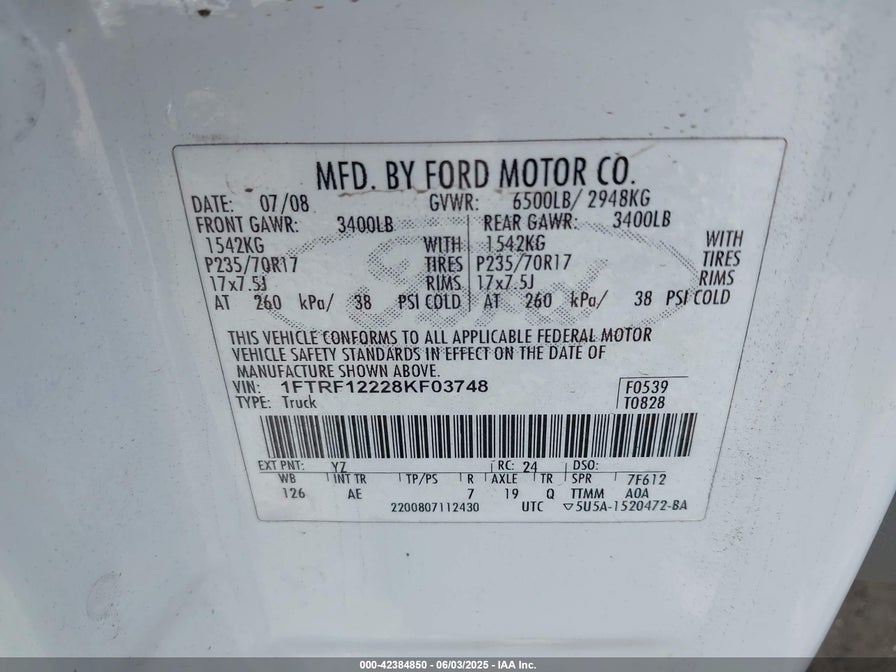 MFD. BY FORD MOTOR CO.
DATE: 07/08 GVWR: 6500LB/ 2948KG
FRONT GAWR: 3400LB REAR GAWR: 3400LB
1542KG WITH 1542KG WITH
P235/70R17 TIRES P235/70R17 TIRES
17x7.5J RIMS 17x7.5J RIMS
AT 260 kPa/ 38 PSI COLD AT 260 kPa/ 38 PSI COLD
THIS VEHICLE CONFORMS TO ALL APPLICABLE FEDERAL MOTOR
VEHICLE SAFETY STANDARDS IN EFFECT ON THE DATE OF
MANUFACTURE SHOWN ABOVE.
VIN: 1FTRF12228KF03748 F0539
TYPE: Truck T0828
EXT PNT: YZ RC: 24 DSO:
WB INT TR TP/PS R AXLE TR SPR 7F612
126 AE 7 19 Q TTMM A0A
2200807112430 UTC ▽5U5A-1520472-BA
Ford
000-42384850 - 06/03/2025 - IAA Inc.